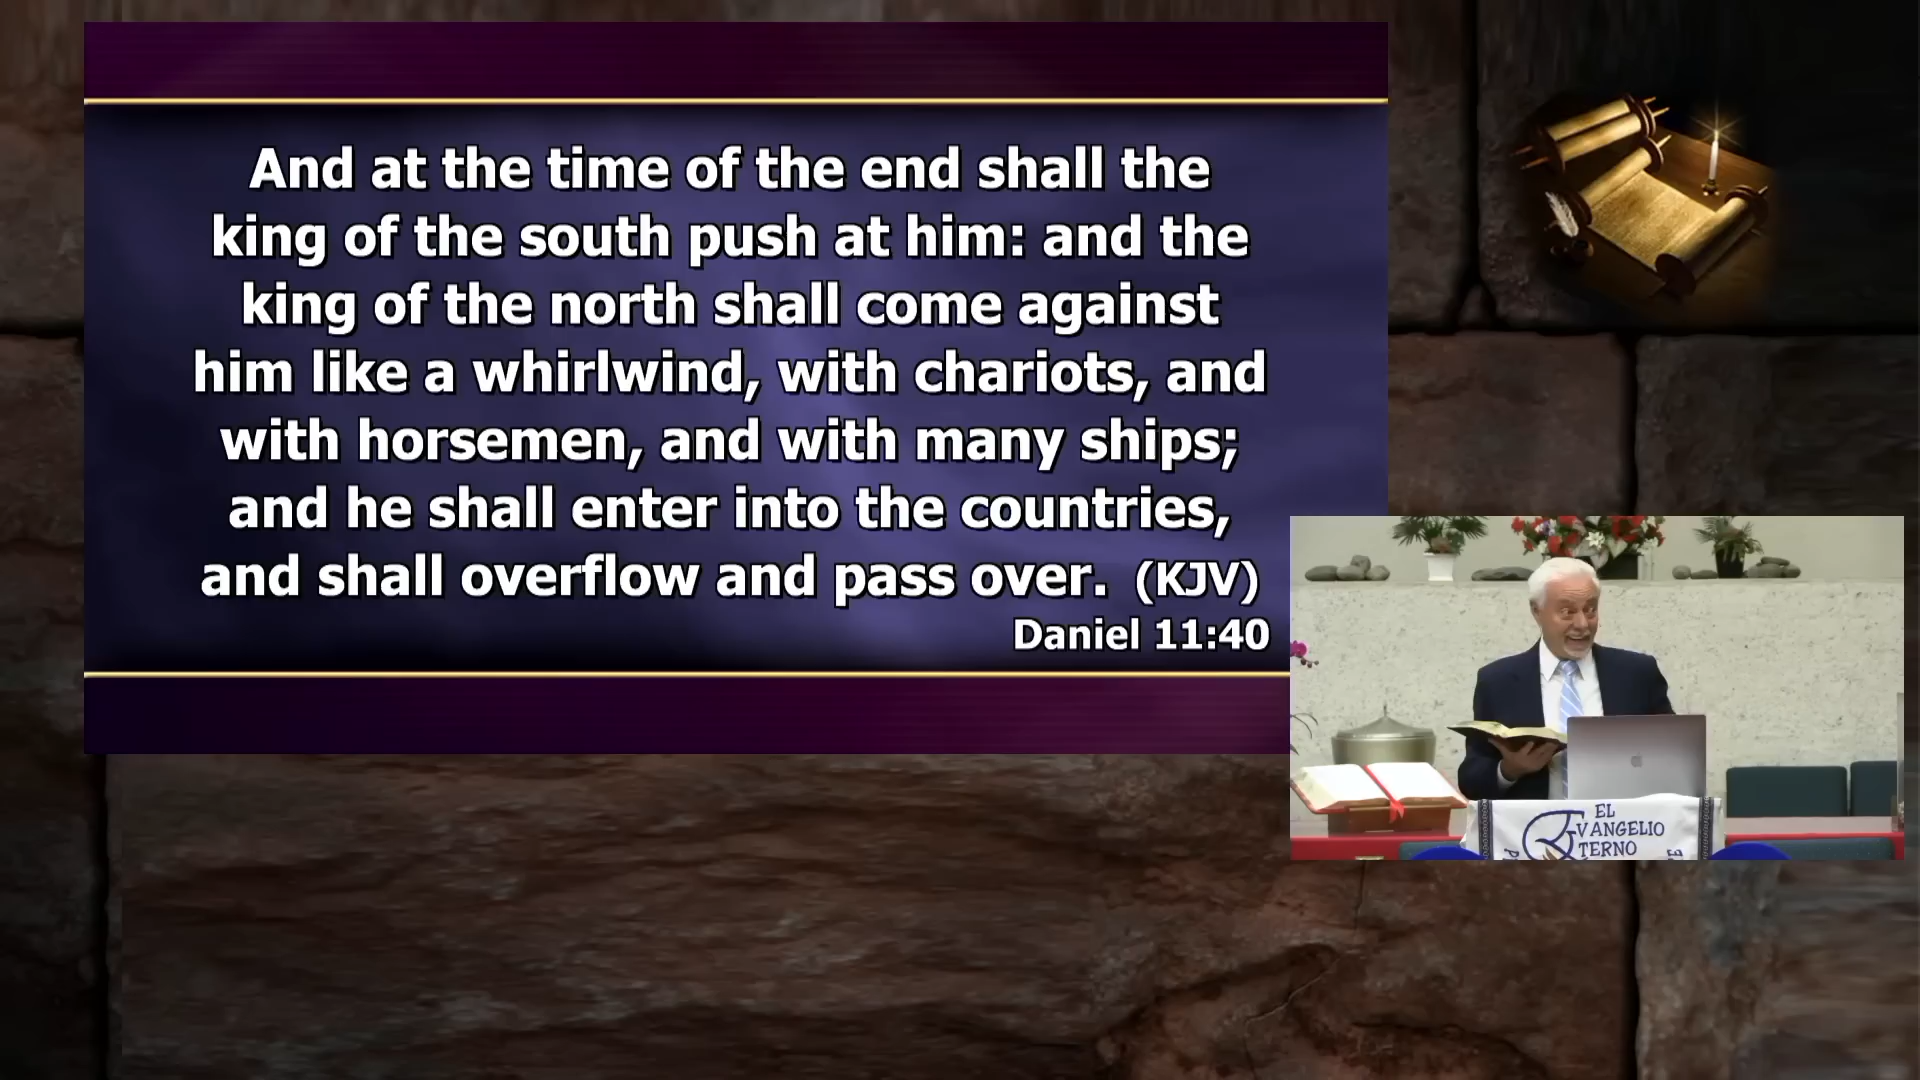 And at the time of the end shall the
king of the south push at him: and the
king of the north shall come against
him like a whirlwind, with chariots, and
with horsemen, and with many ships;
and he shall enter into the countries,
and shall overflow and pass over. (KJV)
Daniel 11:40
EL
EVANGELIO
ETERNO